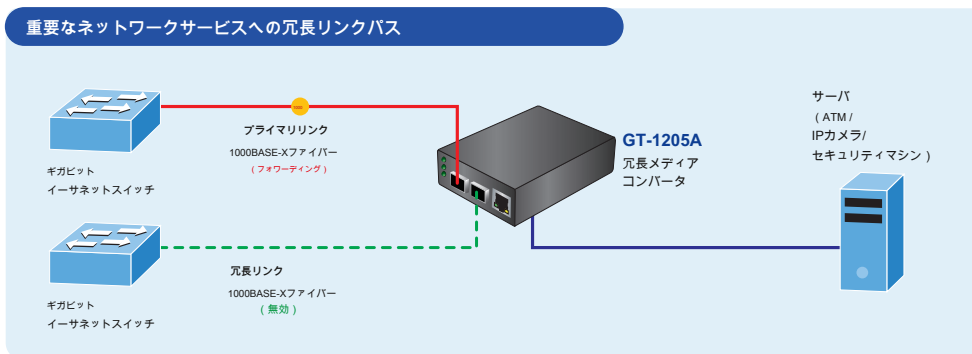 重要なネットワークサービスへの冗長リンクパス
プライマリリンク
1000BASE-Xファイバー
(フォワーディング)
ギガビット
イーサネットスイッチ
GT-1205A
冗長メディア
コンバータ
サーバ
(ATM /
IPカメラ/
セキュリティマシン)
冗長リンク
1000BASE-Xファイバー
(無効)
ギガビット
イーサネットスイッチ